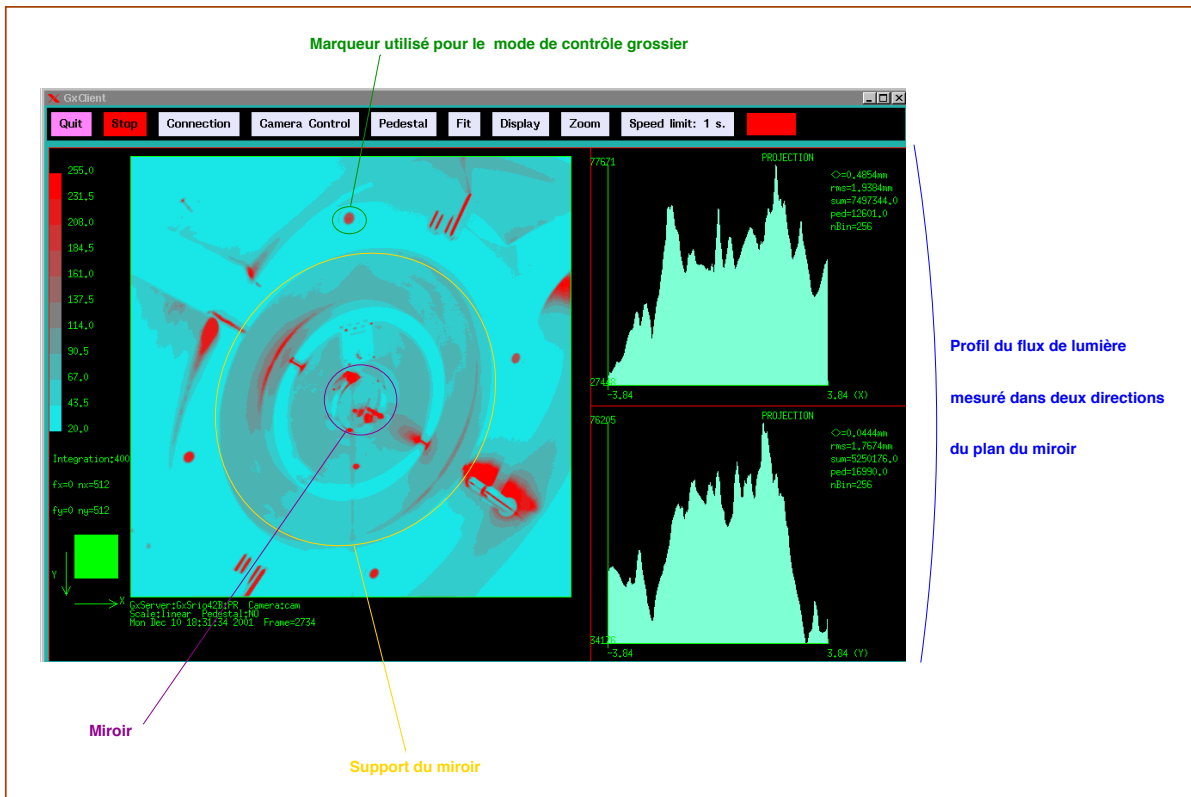 Marqueur utilisé pour le mode de contrôle grossier
GxClient
Quit Stop Connection Camera Control Pedestal Fit Display Zoom Speed limit: 1 s.
255.0
231.5
208.0
184.5
161.0
137.5
114.0
90.5
67.0
43.5
20.0
Integration:400
fx=0 nx=512
fy=0 ny=512
Y
X
GxServer:GxSrio42B:PR Camera:cam
Scale:linear Pedestal:NO
Mon Dec 10 18:31:34 2001 Frame=2734
77671
PROJECTION
<>=0.4854mm
rms=1.9384mm
sum=7497344.0
ped=12601.0
nBin=256
-3.84
3.84 (X)
76205
PROJECTION
<>=0.0444mm
rms=1.7674mm
sum=5250176.0
ped=16990.0
nBin=256
-3.84
3.84 (Y)
Profil du flux de lumière
mesuré dans deux directions
du plan du miroir
Miroir
Support du miroir